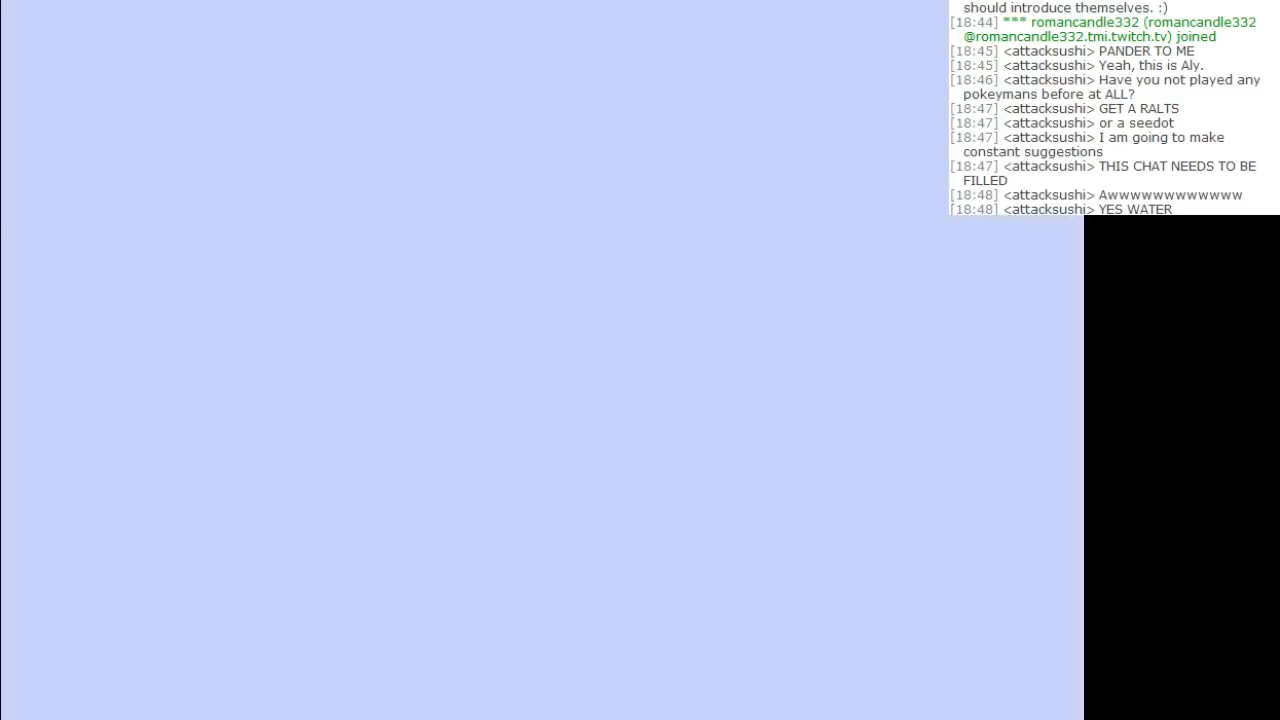 should introduce themselves. :)
[18:44] *** romancandle332 (romancandle332
@romancandle332.tmi.twitch.tv) joined
[18:45] <attacksushi> PANDER TO ME
[18:45] <attacksushi> Yeah, this is Aly.
[18:46] <attacksushi> Have you not played any
pokeymans before at ALL?
[18:47] <attacksushi> GET A RALTS
[18:47] <attacksushi> or a seedot
[18:47] <attacksushi> I am going to make
constant suggestions
[18:47] <attacksushi> THIS CHAT NEEDS TO BE
FILLED
[18:48] <attacksushi> Awwwwwwwwwwwww
[18:48] <attacksushi> YES WATER